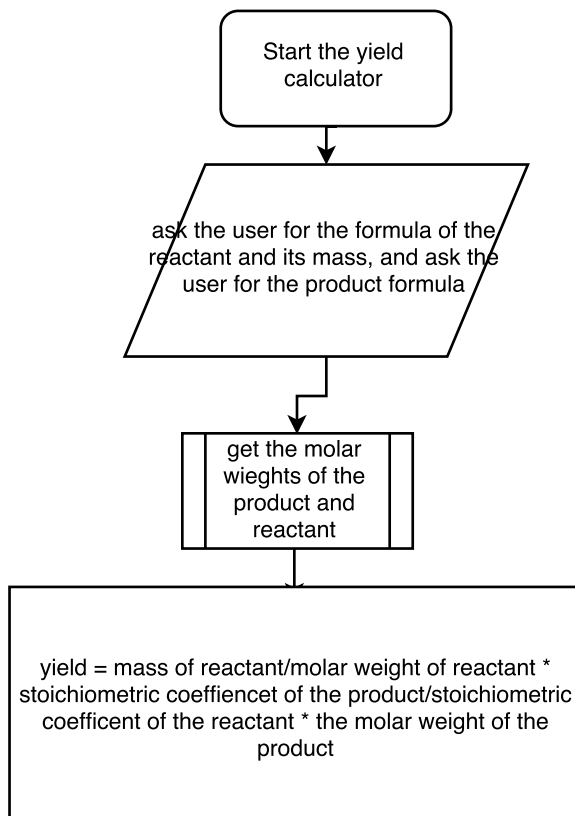 Start the yield
calculator
ask the user for the formula of the
reactant and its mass, and ask the
user for the product formula
get the molar
wieghts of the
product and
reactant
yield = mass of reactant/molar weight of reactant *
stoichiometric coeffiencet of the product/stoichiometric
coefficent of the reactant * the molar weight of the
product